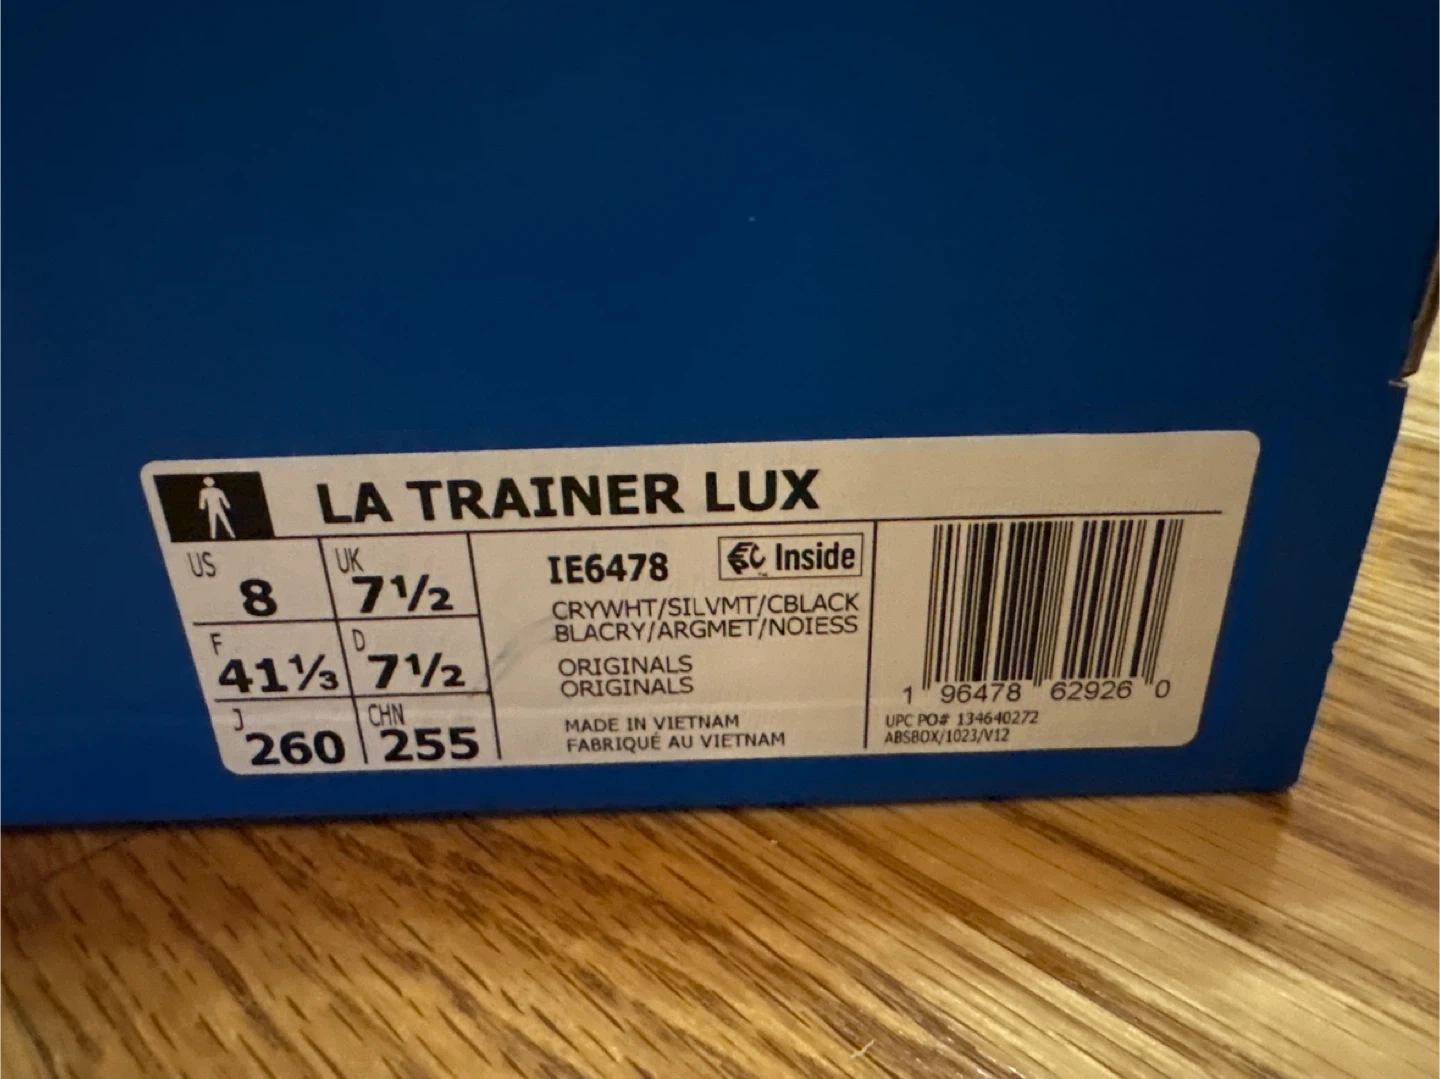 LA TRAINER LUX
US
8
UK
7½
F
41⅓
D
7½
J
260
CHN
255
IE6478
Inside
CRYWHT/SILVMT/CBLACK
BLACRY/ARGMET/NOIESS
ORIGINALS
ORIGINALS
MADE IN VIETNAM
FABRIQUÉ AU VIETNAM
1 96478 62926 0
UPC PO# 134640272
ABSBOX/1023/V12